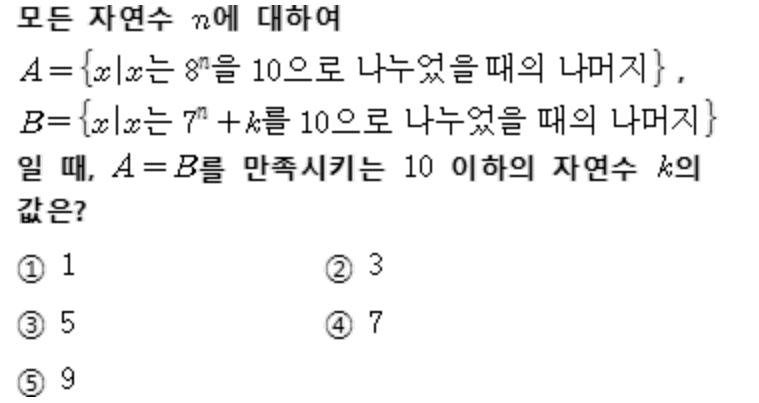 모든 자연수 n에 대하여
A={x|x는 8ⁿ을 10으로 나누었을 때의 나머지} ,
B={x|x는 7ⁿ+k를 10으로 나누었을 때의 나머지}
일 때, A=B를 만족시키는 10 이하의 자연수 k의
값은?
① 1 ② 3
③ 5 ④ 7
⑤ 9